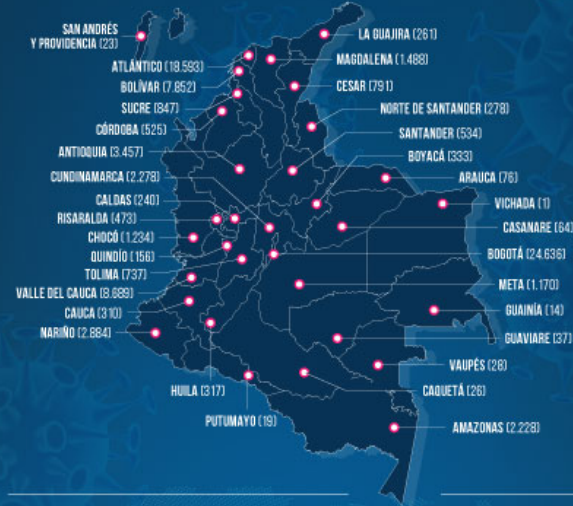 SAN ANDRÉS
Y PROVIDENCIA (23)
ATLÁNTICO (18.593)
BOLÍVAR (7.852)
SUCRE (847)
CÓRDOBA (525)
ANTIOQUIA (3.457)
CUNDINAMARCA (2.278)
CALDAS (240)
RISARALDA (473)
CHOCÓ (1.234)
QUINDÍO (156)
TOLIMA (737)
VALLE DEL CAUCA (8.689)
CAUCA (310)
NARIÑO (2.884)
HUILA (317)
PUTUMAYO (19)
LA GUAJIRA (261)
MAGDALENA (1.488)
CESAR (791)
NORTE DE SANTANDER (278)
SANTANDER (534)
BOYACÁ (333)
ARAUCA (76)
VICHADA (1)
CASANARE (64)
BOGOTÁ (24.636)
META (1.170)
GUAINÍA (14)
GUAVIARE (37)
VAUPÉS (28)
CAQUETÁ (26)
AMAZONAS (2.228)